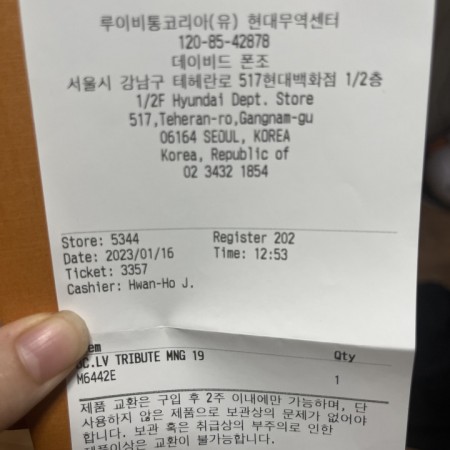 루이비통코리아(유) 현대무역센터
120-85-42878
데이비드 폰조
서울시 강남구 테헤란로 517현대백화점 1/2층
1/2F Hyundai Dept. Store
517,Teheran-ro,Gangnam-gu
06164 SEOUL, KOREA
Korea, Republic of
02 3432 1854
Store: 5344 Register 202
Date: 2023/01/16 Time: 12:53
Ticket: 3357
Cashier: Hwan-Ho J.
Qty
LV TRIBUTE MNG 19
M6442E 1
제품 교환은 구입 후 2주 이내에만 가능하며, 단
사용하지 않은 제품으로 보관상의 문제가 없어야
합니다. 보관 혹은 취급상의 부주의로 인한
제품이상은 교환이 불가능합니다.